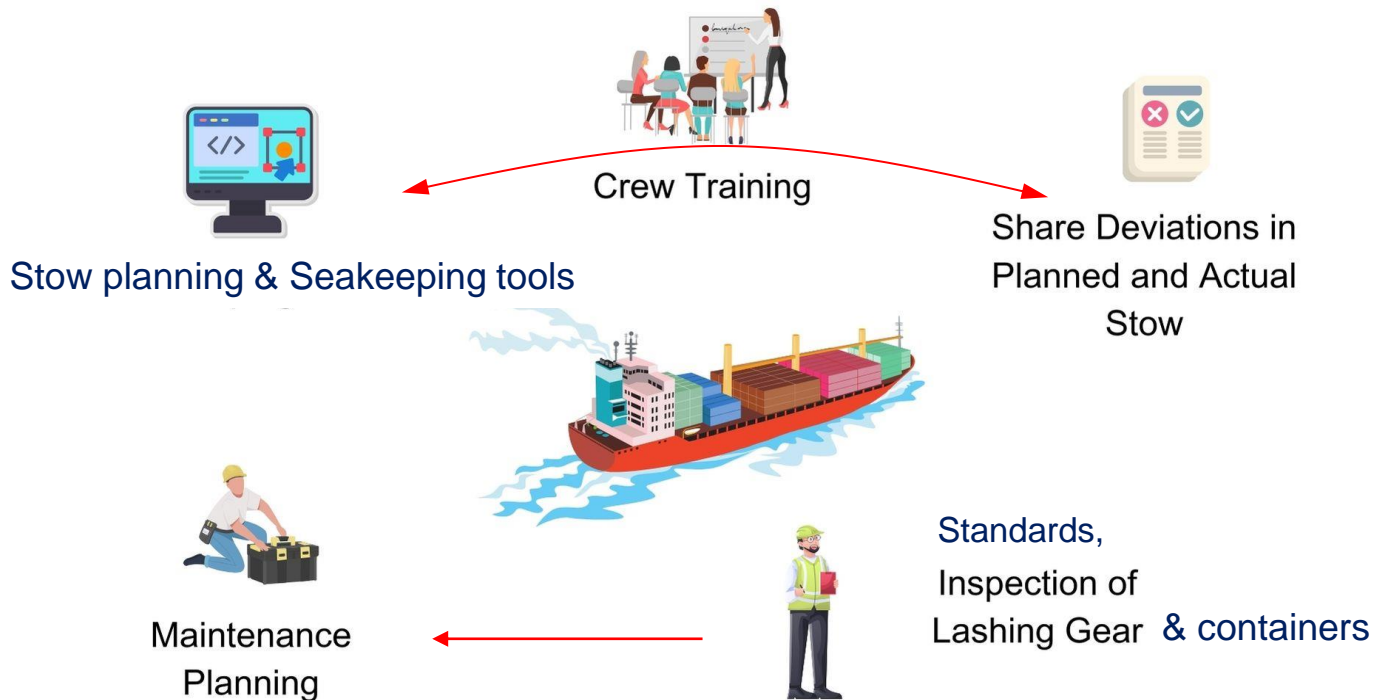 Crew Training
Stow planning & Seakeeping tools
</>
Share Deviations in
Planned and Actual
Stow
Maintenance
Planning
Standards,
Inspection of
Lashing Gear & containers